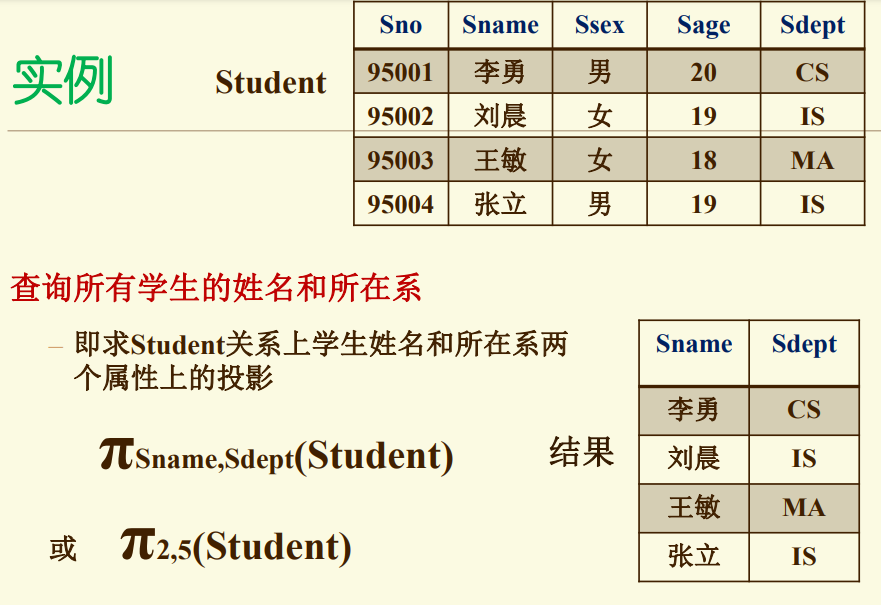 实例
Student
Sno Sname Ssex Sage Sdept
95001 李勇 男 20 CS
95002 刘晨 女 19 IS
95003 王敏 女 18 MA
95004 张立 男 19 IS
查询所有学生的姓名和所在系
– 即求Student关系上学生姓名和所在系两
个属性上的投影
πSname,Sdept(Student)
或 π2,5(Student)
结果
Sname Sdept
李勇 CS
刘晨 IS
王敏 MA
张立 IS